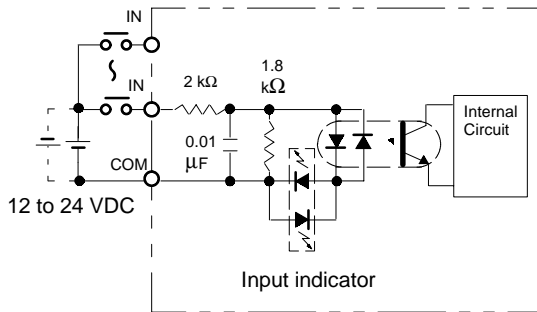 IN
IN
2 kΩ
1.8
kΩ
0.01
μF
COM
12 to 24 VDC
Internal
Circuit
Input indicator